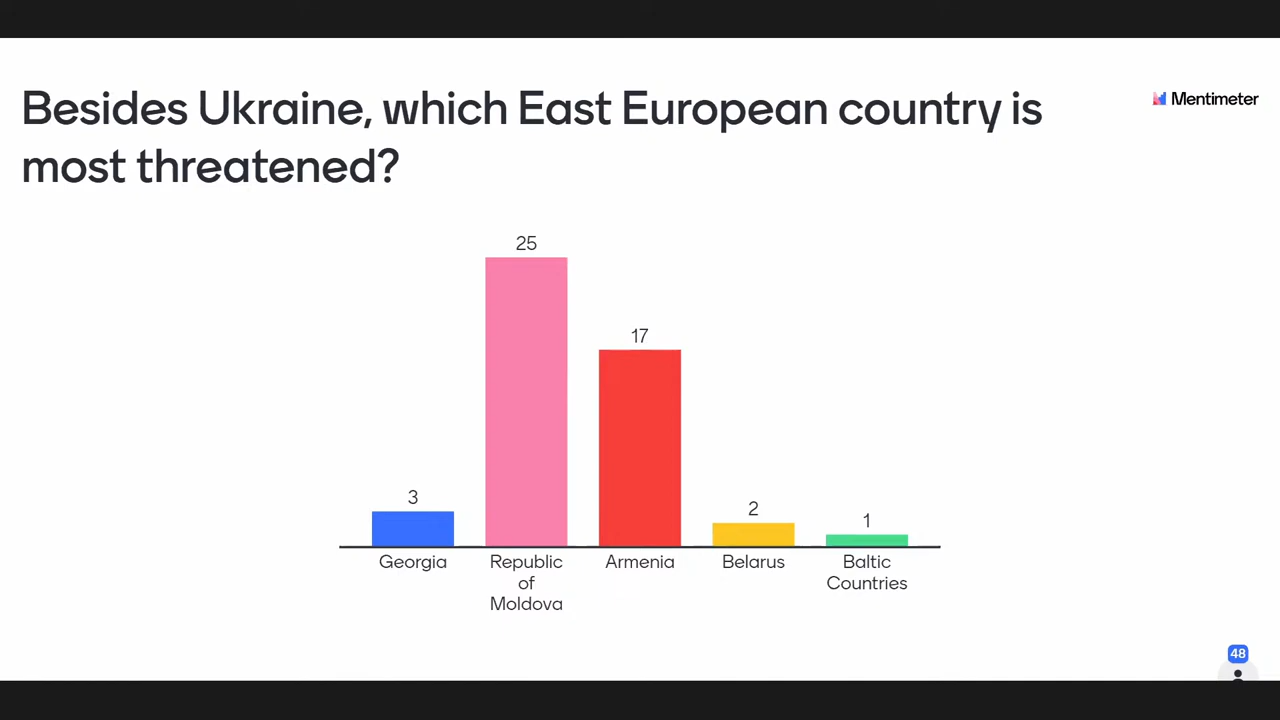 Besides Ukraine, which East European country is
most threatened?
Mentimeter
25
17
3
2
1
Georgia
Republic
of
Moldova
Armenia
Belarus
Baltic
Countries
48